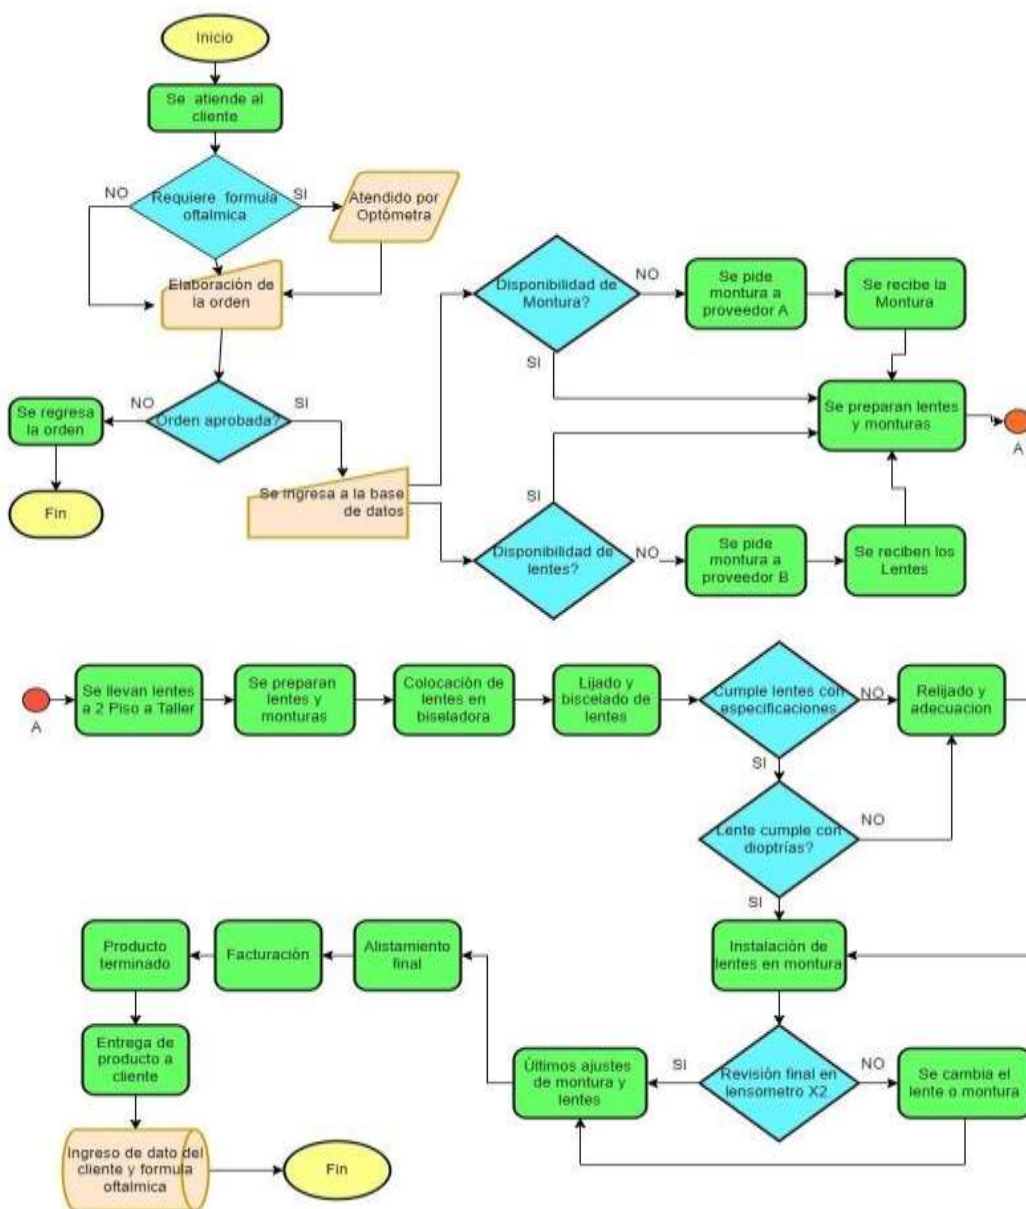 Inicio
Se atiende al
cliente
NO
Requiere formula
oftalmica
SI
Atendido por
Optómetra
Elaboración de
la orden
Se regresa
la orden
NO
Orden aprobada?
SI
Fin
Se ingresa a la base
de datos
Disponibilidad de
Montura?
NO
SI
Se pide
montura a
proveedor A
Se recibe la
Montura
Se preparan lentes
y monturas
A
SI
Disponibilidad de
lentes?
NO
Se pide
montura a
proveedor B
Se reciben los
Lentes
A
Se llevan lentes
a 2 Piso a Taller
Se preparan
lentes y
monturas
Colocación de
lentes en
biseladora
Lijado y
biscelado de
lentes
Cumple lentes con
especificaciones
NO
Relijado y
adecuacion
SI
Lente cumple con
dioptrías?
NO
SI
Instalación de
lentes en montura
Revisión final en
lensometro X2
NO
Se cambia el
lente o montura
SI
Últimos ajustes
de montura y
lentes
Alistamiento
final
Facturación
Producto
terminado
Entrega de
producto a
cliente
Ingreso de dato del
cliente y formula
oftalmica
Fin